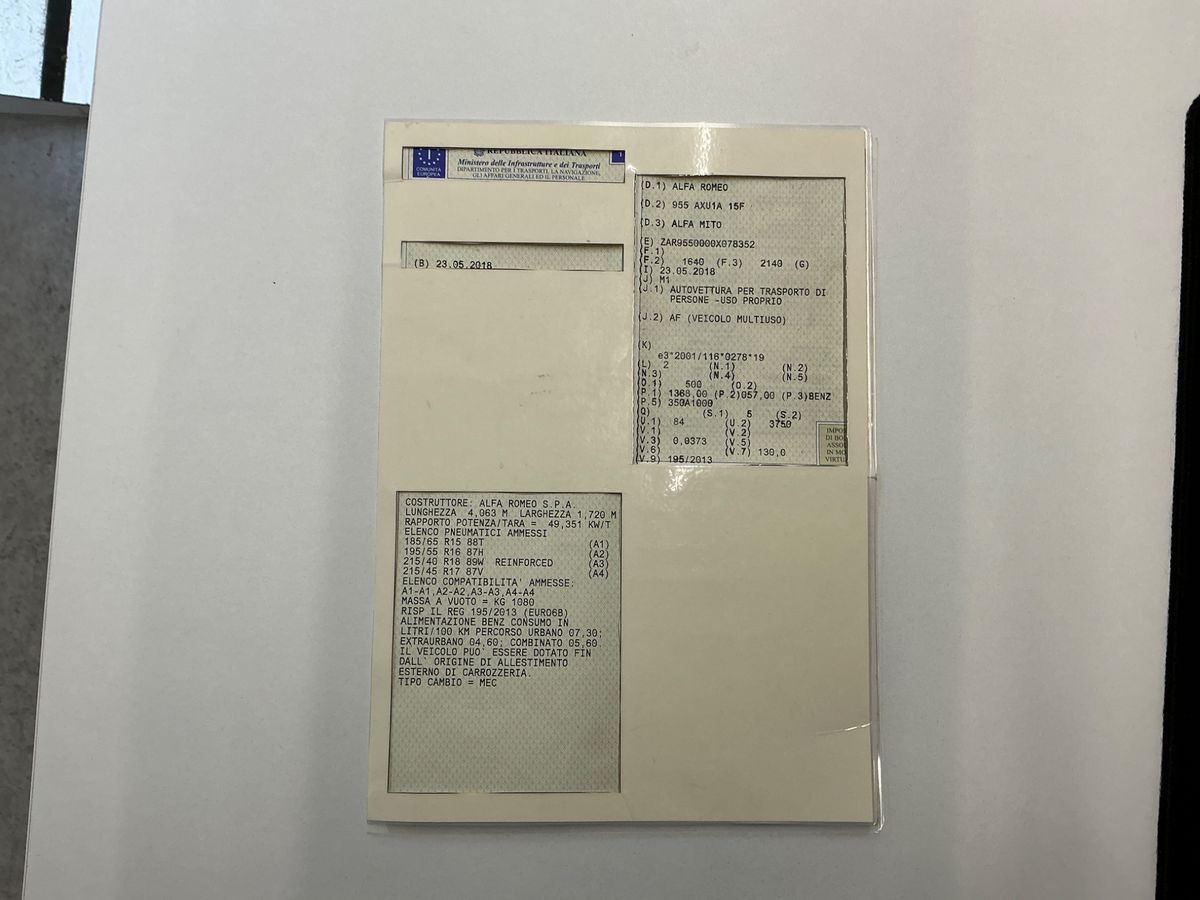 REPUBBLICA ITALIANA
Ministero delle Infrastrutture e dei Trasporti
DIPARTIMENTO PER I TRASPORTI, LA NAVIGAZIONE,
GLI AFFARI GENERALI ED IL PERSONALE
COMUNITÀ
EUROPEA
(B) 23.05.2018
(D.1) ALFA ROMEO
(D.2) 955 AXU1A 15F
(D.3) ALFA MITO
(E) ZAR9550000X078352
(F.1)
(F.2) 1640 (F.3) 2140 (G)
(I) 23.05.2018
(J) M1
(J.1) AUTOVETTURA PER TRASPORTO DI
PERSONE -USO PROPRIO
(J.2) AF (VEICOLO MULTIUSO)
(K)
e3*2001/116*0278*19
(L) 2 (N.1) (N.2)
(N.3) (N.4) (N.5)
(O.1) 500 (O.2)
(P.1) 1368,00 (P.2)057,00 (P.3)BENZ
(P.5) 350A1000
(Q) (S.1) 5 (S.2)
(U.1) 84 (U.2) 3750
(V.1) (V.2)
(V.3) 0,0373 (V.5)
(V.6) (V.7) 130,0
(V.9) 195/2013
IMPOS
DI BO
ASSO
IN MO
VIRTU
COSTRUTTORE: ALFA ROMEO S.P.A.
LUNGHEZZA 4,063 M LARGHEZZA 1,720 M
RAPPORTO POTENZA/TARA = 49,351 KW/T
ELENCO PNEUMATICI AMMESSI
185/65 R15 88T (A1)
195/55 R16 87H (A2)
215/40 R18 89W REINFORCED (A3)
215/45 R17 87V (A4)
ELENCO COMPATIBILITA' AMMESSE:
A1-A1,A2-A2,A3-A3,A4-A4
MASSA A VUOTO = KG 1080
RISP IL REG 195/2013 (EURO6B)
ALIMENTAZIONE BENZ CONSUMO IN
LITRI/100 KM PERCORSO URBANO 07,30;
EXTRAURBANO 04,60; COMBINATO 05,60.
IL VEICOLO PUO' ESSERE DOTATO FIN
DALL' ORIGINE DI ALLESTIMENTO
ESTERNO DI CARROZZERIA.
TIPO CAMBIO = MEC